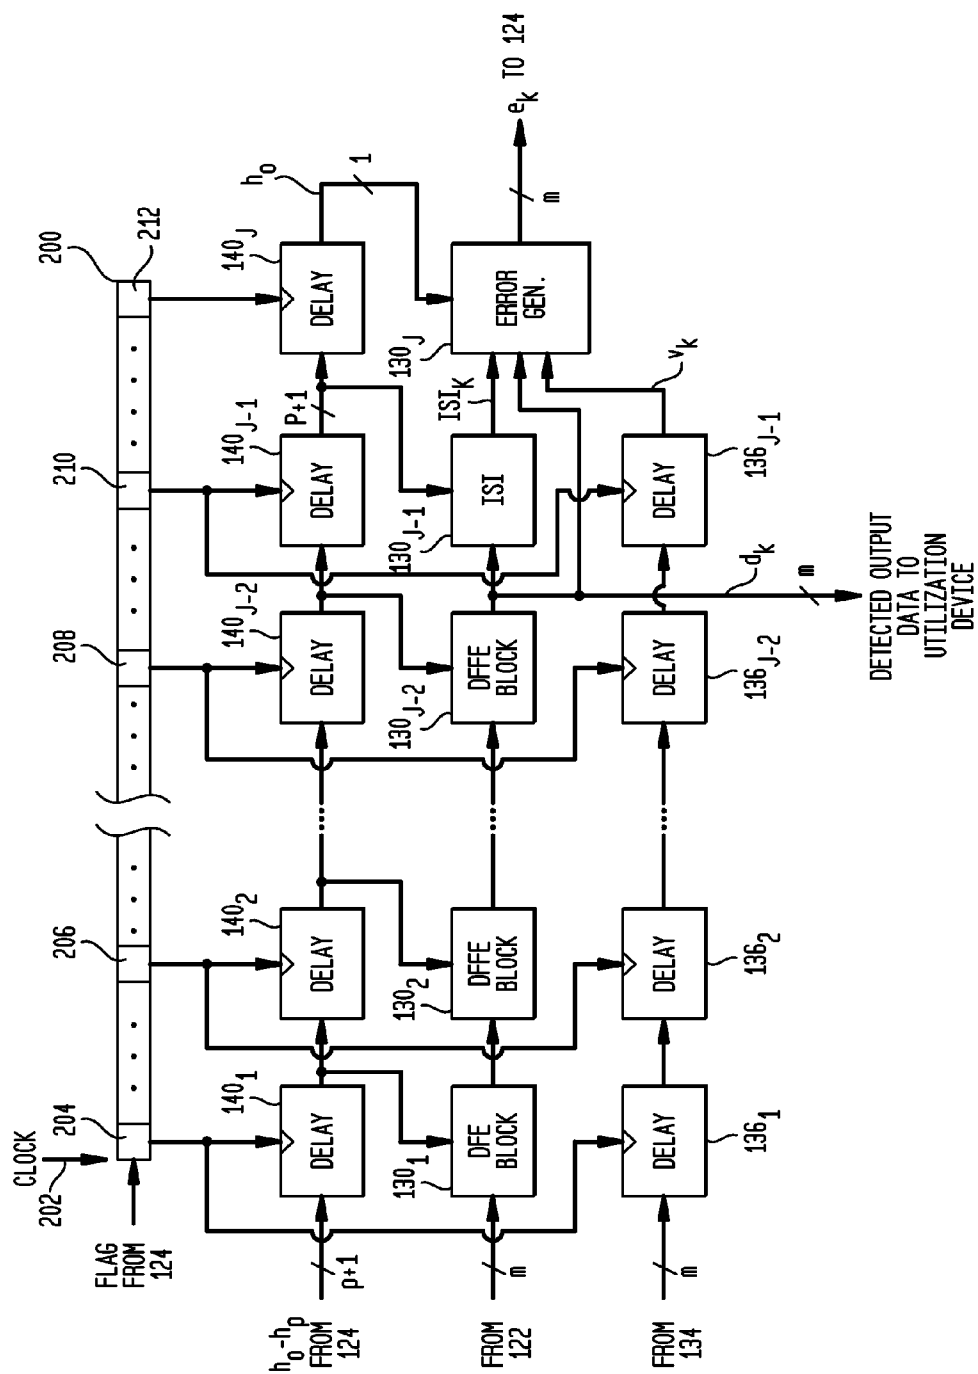 CLOCK
202
FLAG
FROM
124
204
206
208
210
200
212
140₁
DELAY
140₂
DELAY
140J-2
DELAY
140J-1
DELAY
140J
DELAY
h₀-hₚ
FROM
124
p+1
P+1
h₀
1
130₁
DFE
BLOCK
130₂
DFFE
BLOCK
130J-2
DFFE
BLOCK
130J-1
ISI
ISIK
130J
ERROR
GEN.
m
eₖ TO 124
FROM
122
m
FROM
134
m
DELAY
136₁
DELAY
136₂
DELAY
136J-2
DELAY
136J-1
vₖ
dₖ
m
DETECTED OUTPUT
DATA TO
UTILIZATION
DEVICE